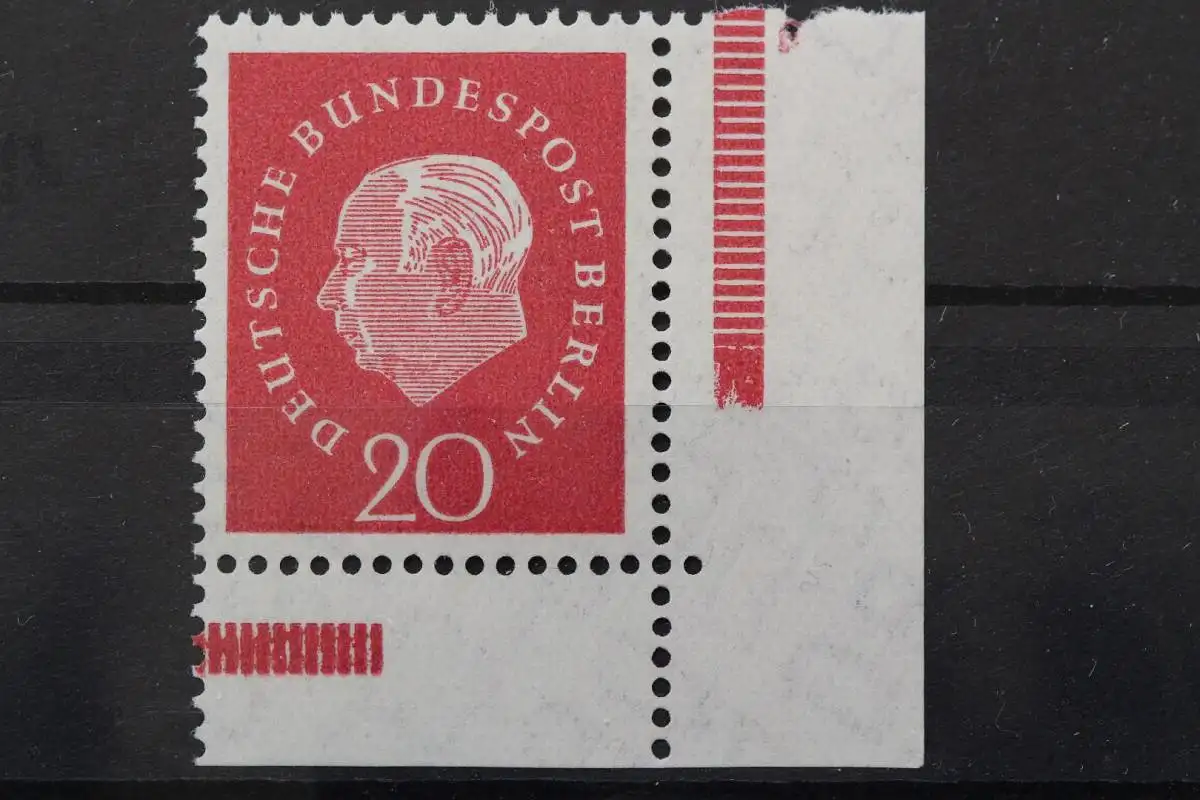 DEUTSCHE BUNDESPOST BERLIN
20